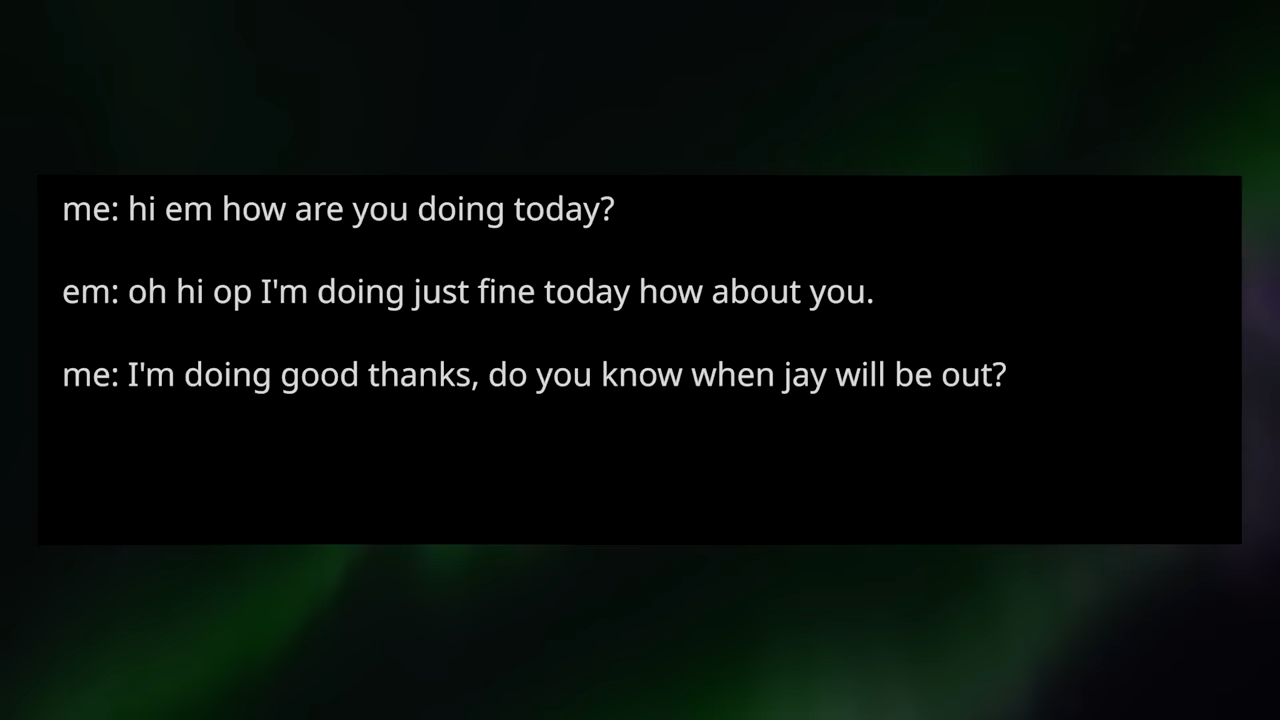 me: hi em how are you doing today?
em: oh hi op I'm doing just fine today how about you.
me: I'm doing good thanks, do you know when jay will be out?